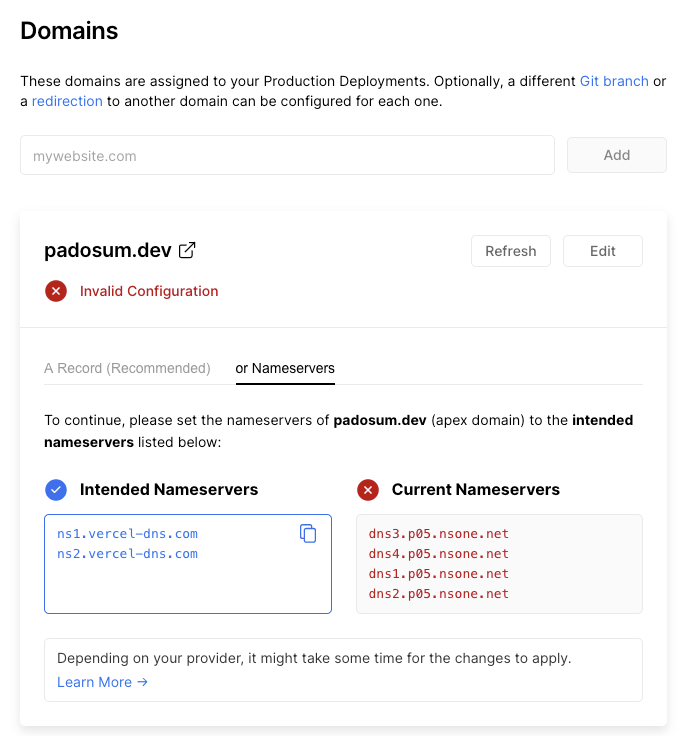 Domains
These domains are assigned to your Production Deployments. Optionally, a different Git branch or
a redirection to another domain can be configured for each one.
mywebsite.com
Add
padosum.dev
Refresh
Edit
Invalid Configuration
A Record (Recommended)
or Nameservers
To continue, please set the nameservers of padosum.dev (apex domain) to the intended
nameservers listed below:
Intended Nameservers
ns1.vercel-dns.com
ns2.vercel-dns.com
Current Nameservers
dns3.p05.nsone.net
dns4.p05.nsone.net
dns1.p05.nsone.net
dns2.p05.nsone.net
Depending on your provider, it might take some time for the changes to apply.
Learn More →